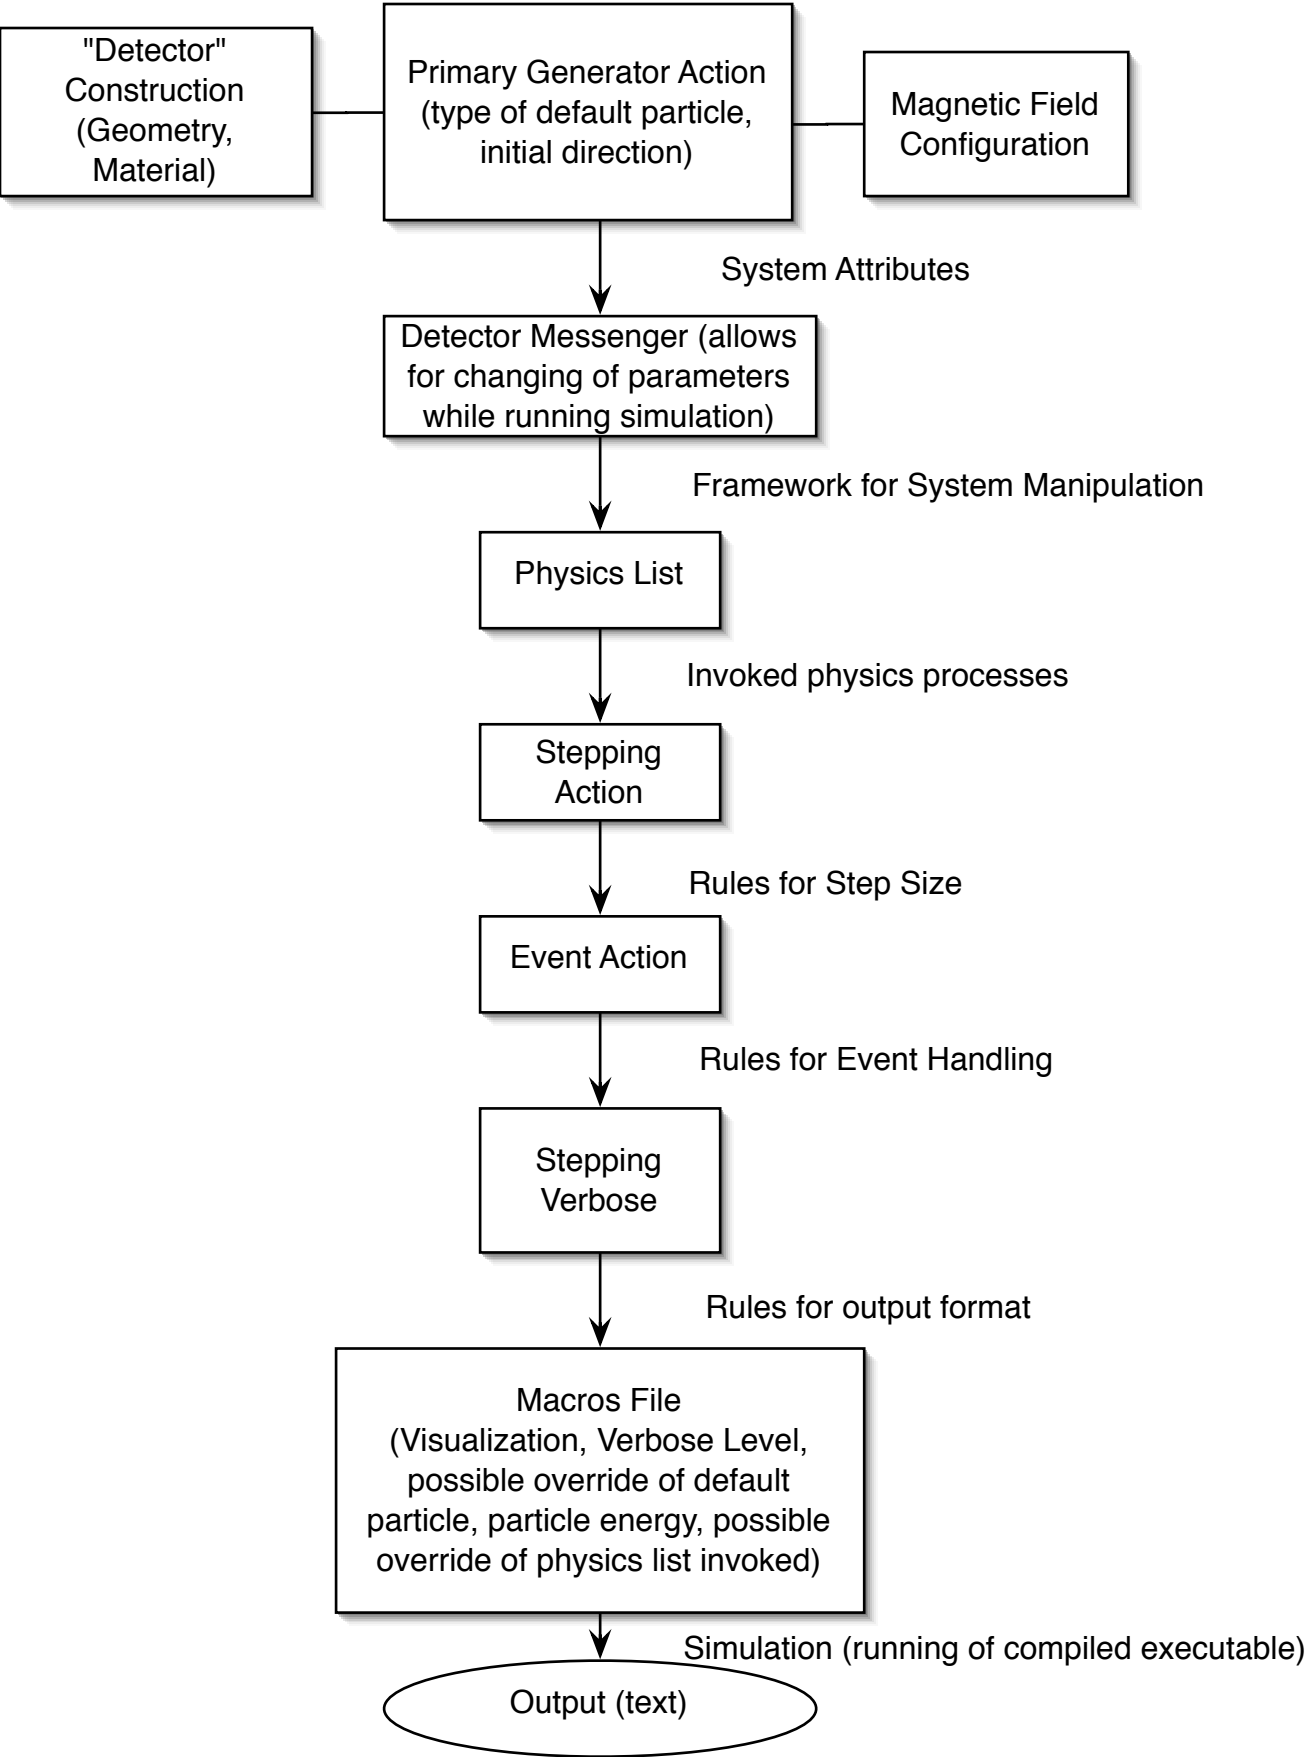 "Detector"
Construction
(Geometry,
Material)
Primary Generator Action
(type of default particle,
initial direction)
Magnetic Field
Configuration
System Attributes
Detector Messenger (allows
for changing of parameters
while running simulation)
Framework for System Manipulation
Physics List
Invoked physics processes
Stepping
Action
Rules for Step Size
Event Action
Rules for Event Handling
Stepping
Verbose
Rules for output format
Macros File
(Visualization, Verbose Level,
possible override of default
particle, particle energy, possible
override of physics list invoked)
Simulation (running of compiled executable)
Output (text)